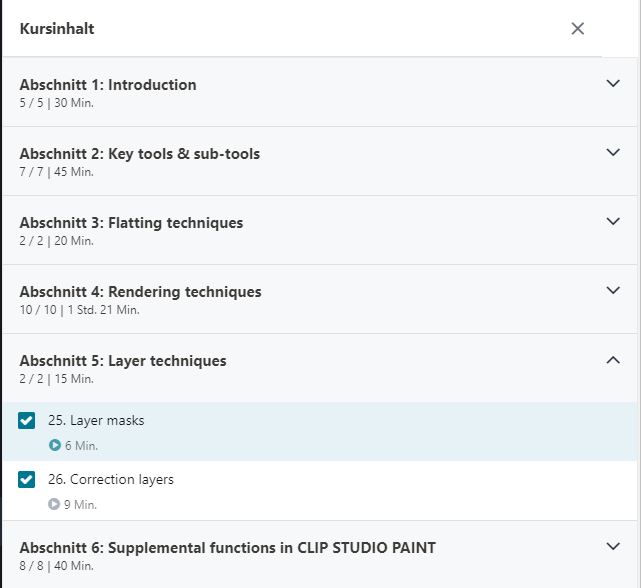 Kursinhalt
Abschnitt 1: Introduction
5 / 5 | 30 Min.
Abschnitt 2: Key tools & sub-tools
7 / 7 | 45 Min.
Abschnitt 3: Flatting techniques
2 / 2 | 20 Min.
Abschnitt 4: Rendering techniques
10 / 10 | 1 Std. 21 Min.
Abschnitt 5: Layer techniques
2 / 2 | 15 Min.
25. Layer masks
6 Min.
26. Correction layers
9 Min.
Abschnitt 6: Supplemental functions in CLIP STUDIO PAINT
8 / 8 | 40 Min.